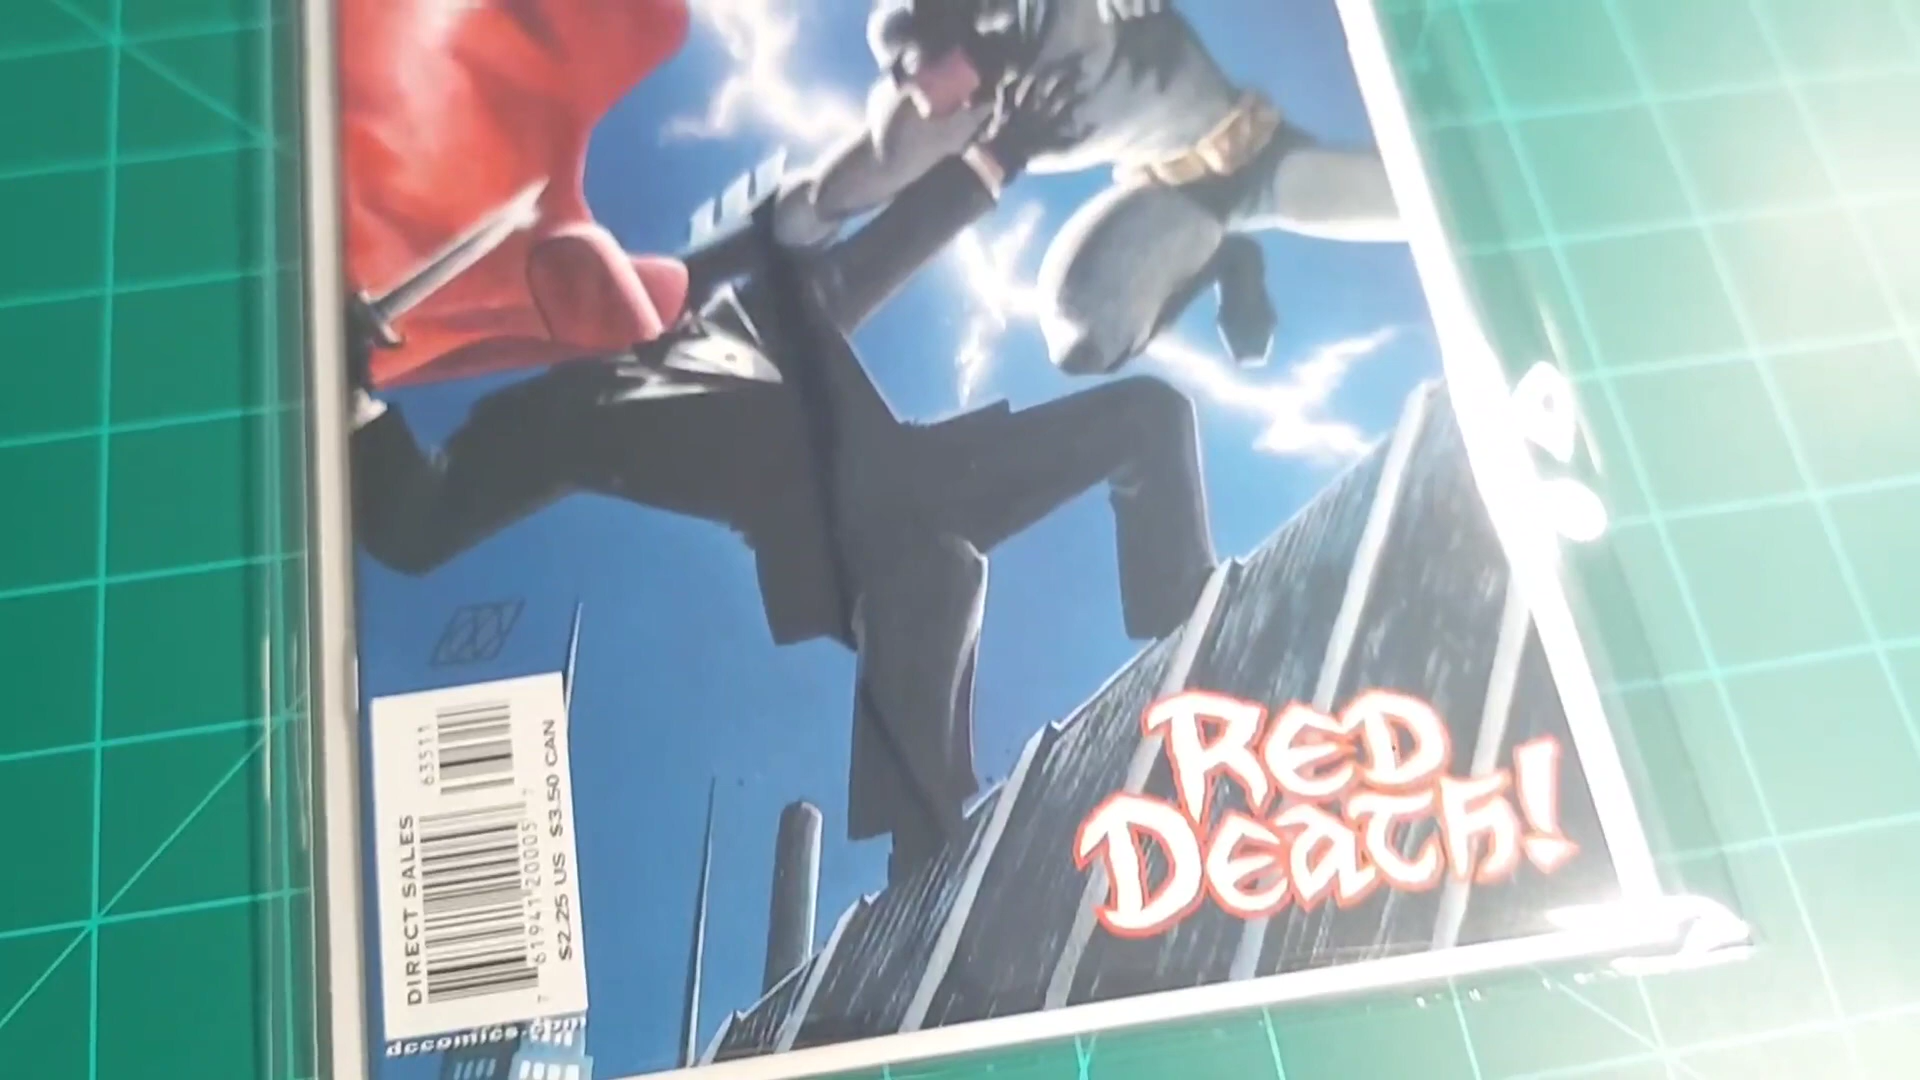 RED
DEATH!
DIRECT SALES
63511
7 61941 20005 7
$2.25 US $3.50 CAN
dccomics.com